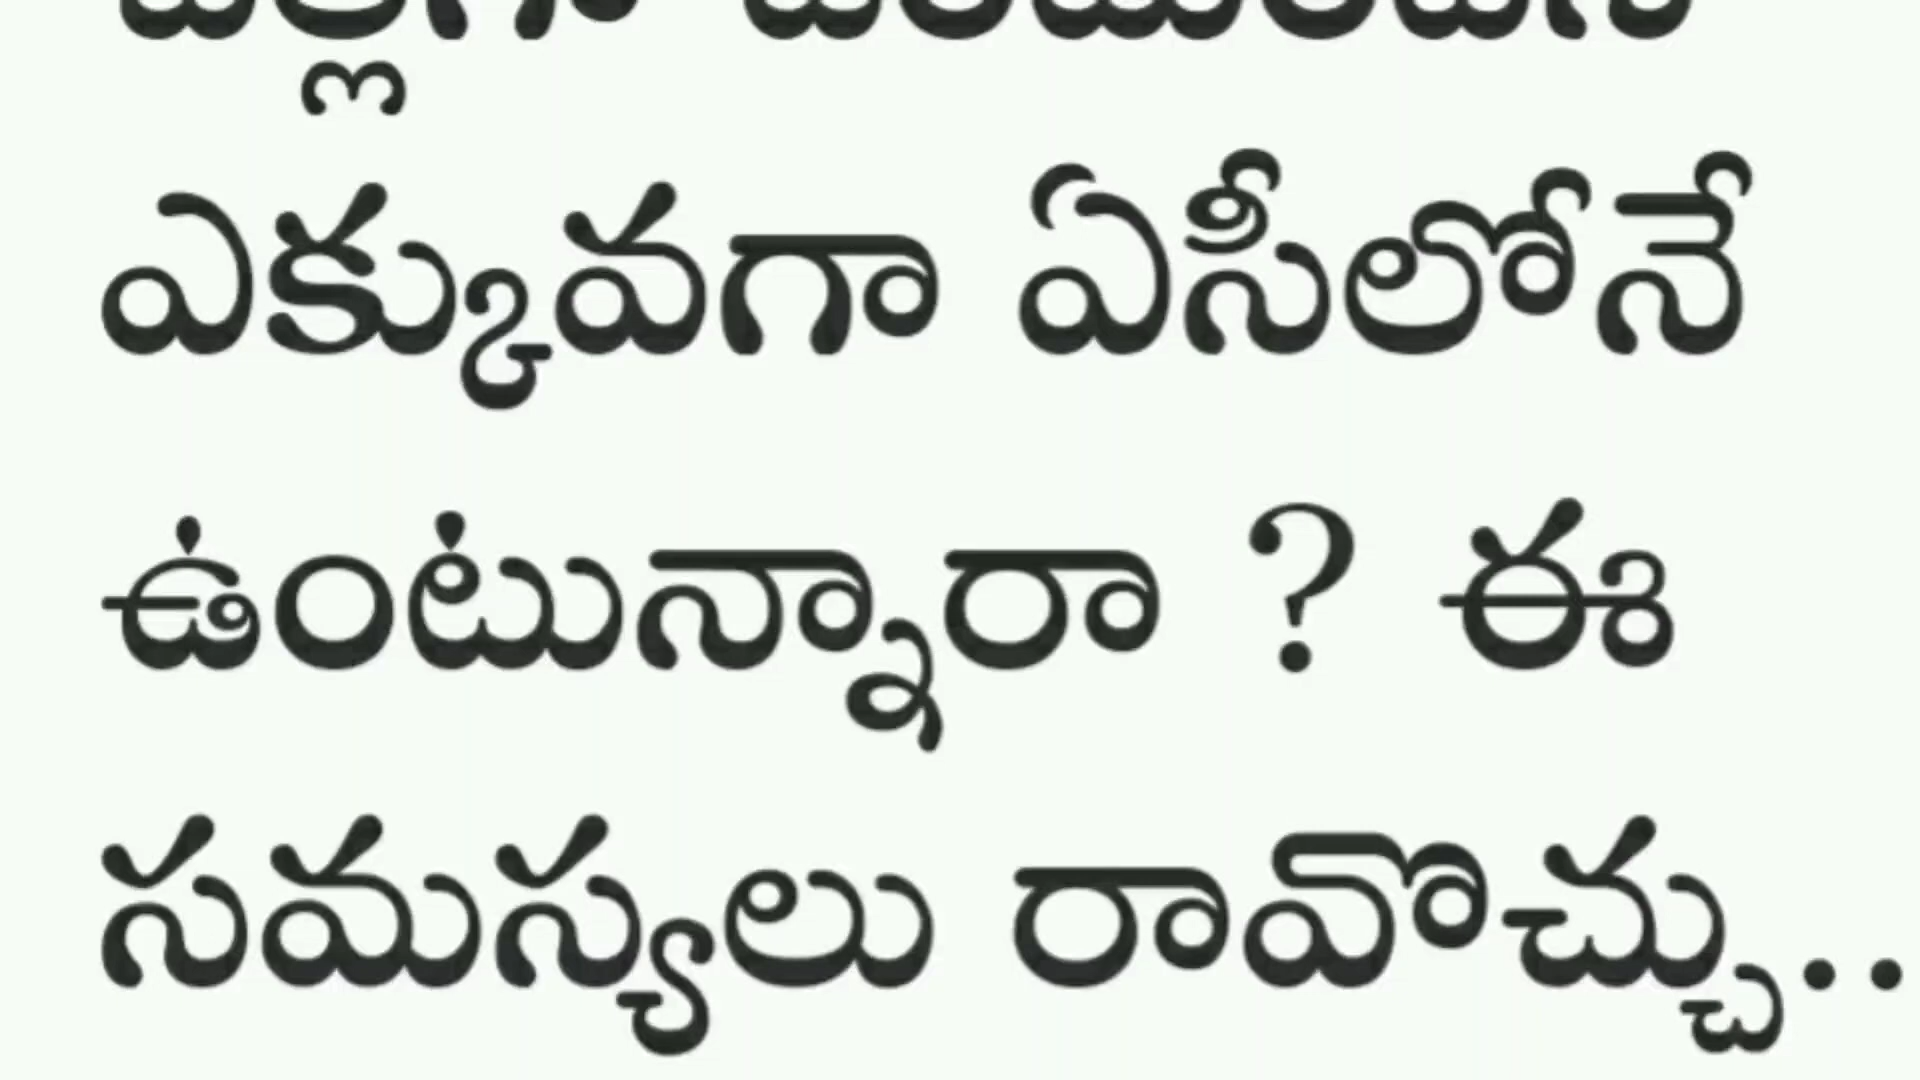 ఎక్కువగా ఏసీలోనే
ఉంటున్నారా ? ఈ
సమస్యలు రావొచ్చు..